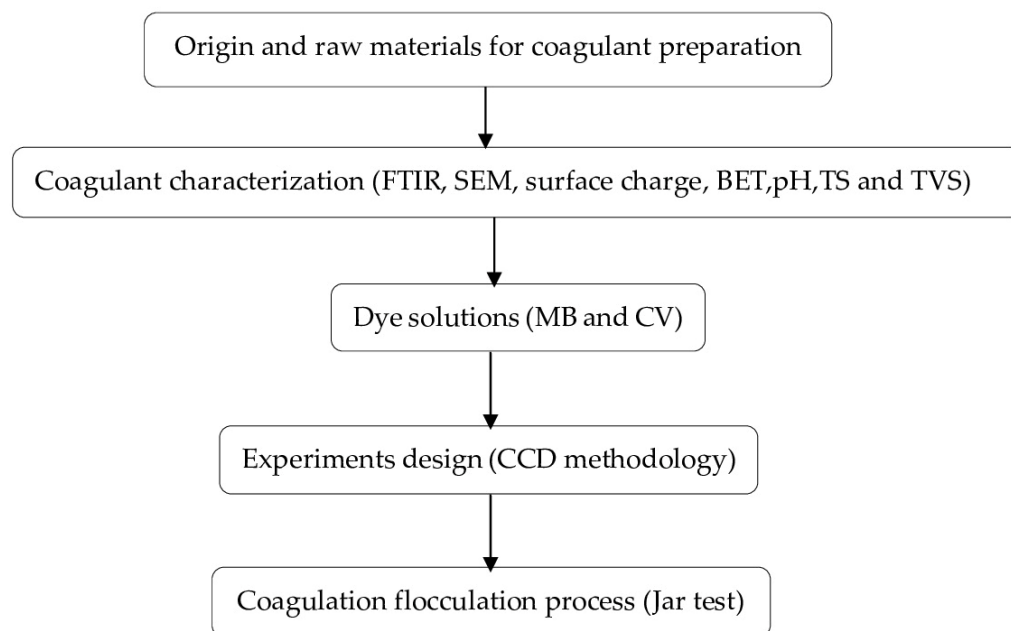 Origin and raw materials for coagulant preparation
Coagulant characterization (FTIR, SEM, surface charge, BET,pH,TS and TVS)
Dye solutions (MB and CV)
Experiments design (CCD methodology)
Coagulation flocculation process (Jar test)